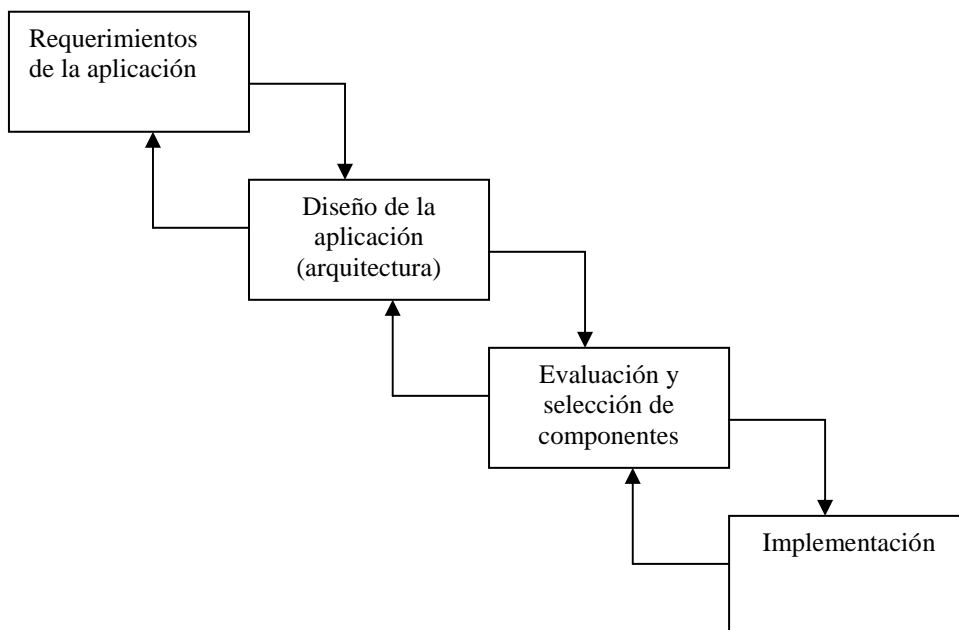 Requerimientos
de la aplicación
Diseño de la
aplicación
(arquitectura)
Evaluación y
selección de
componentes
Implementación